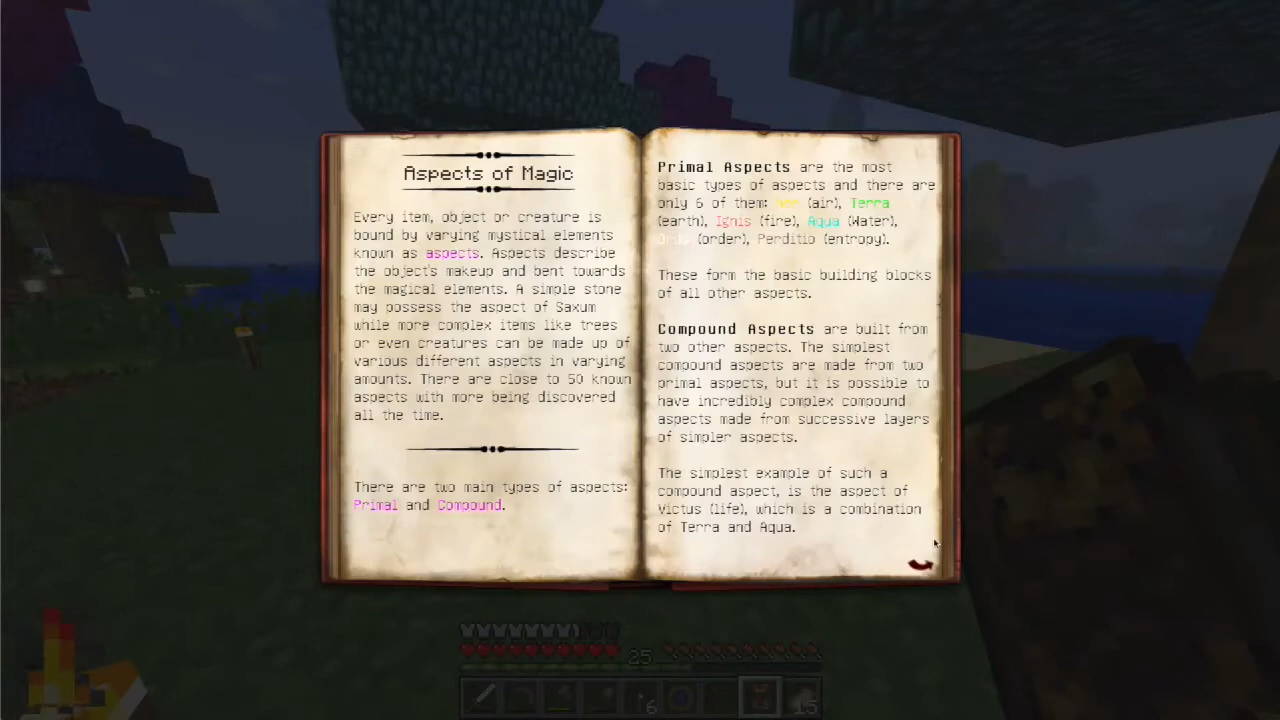 Aspects of Magic
Every item, object or creature is
bound by varying mystical elements
known as aspects. Aspects describe
the object's makeup and bent towards
the magical elements. A simple stone
may possess the aspect of Saxum
while more complex items like trees
or even creatures can be made up of
various different aspects in varying
amounts. There are close to 50 known
aspects with more being discovered
all the time.
There are two main types of aspects:
Primal and Compound.
Primal Aspects are the most
basic types of aspects and there are
only 6 of them: (air), Terra
(earth), Ignis (fire), Aqua (Water),
Ordo (order), Perditio (entropy).
These form the basic building blocks
of all other aspects.
Compound Aspects are built from
two other aspects. The simplest
compound aspects are made from two
primal aspects, but it is possible to
have incredibly complex compound
aspects made from successive layers
of simpler aspects.
The simplest example of such a
compound aspect, is the aspect of
Victus (life), which is a combination
of Terra and Aqua.
25
6
15